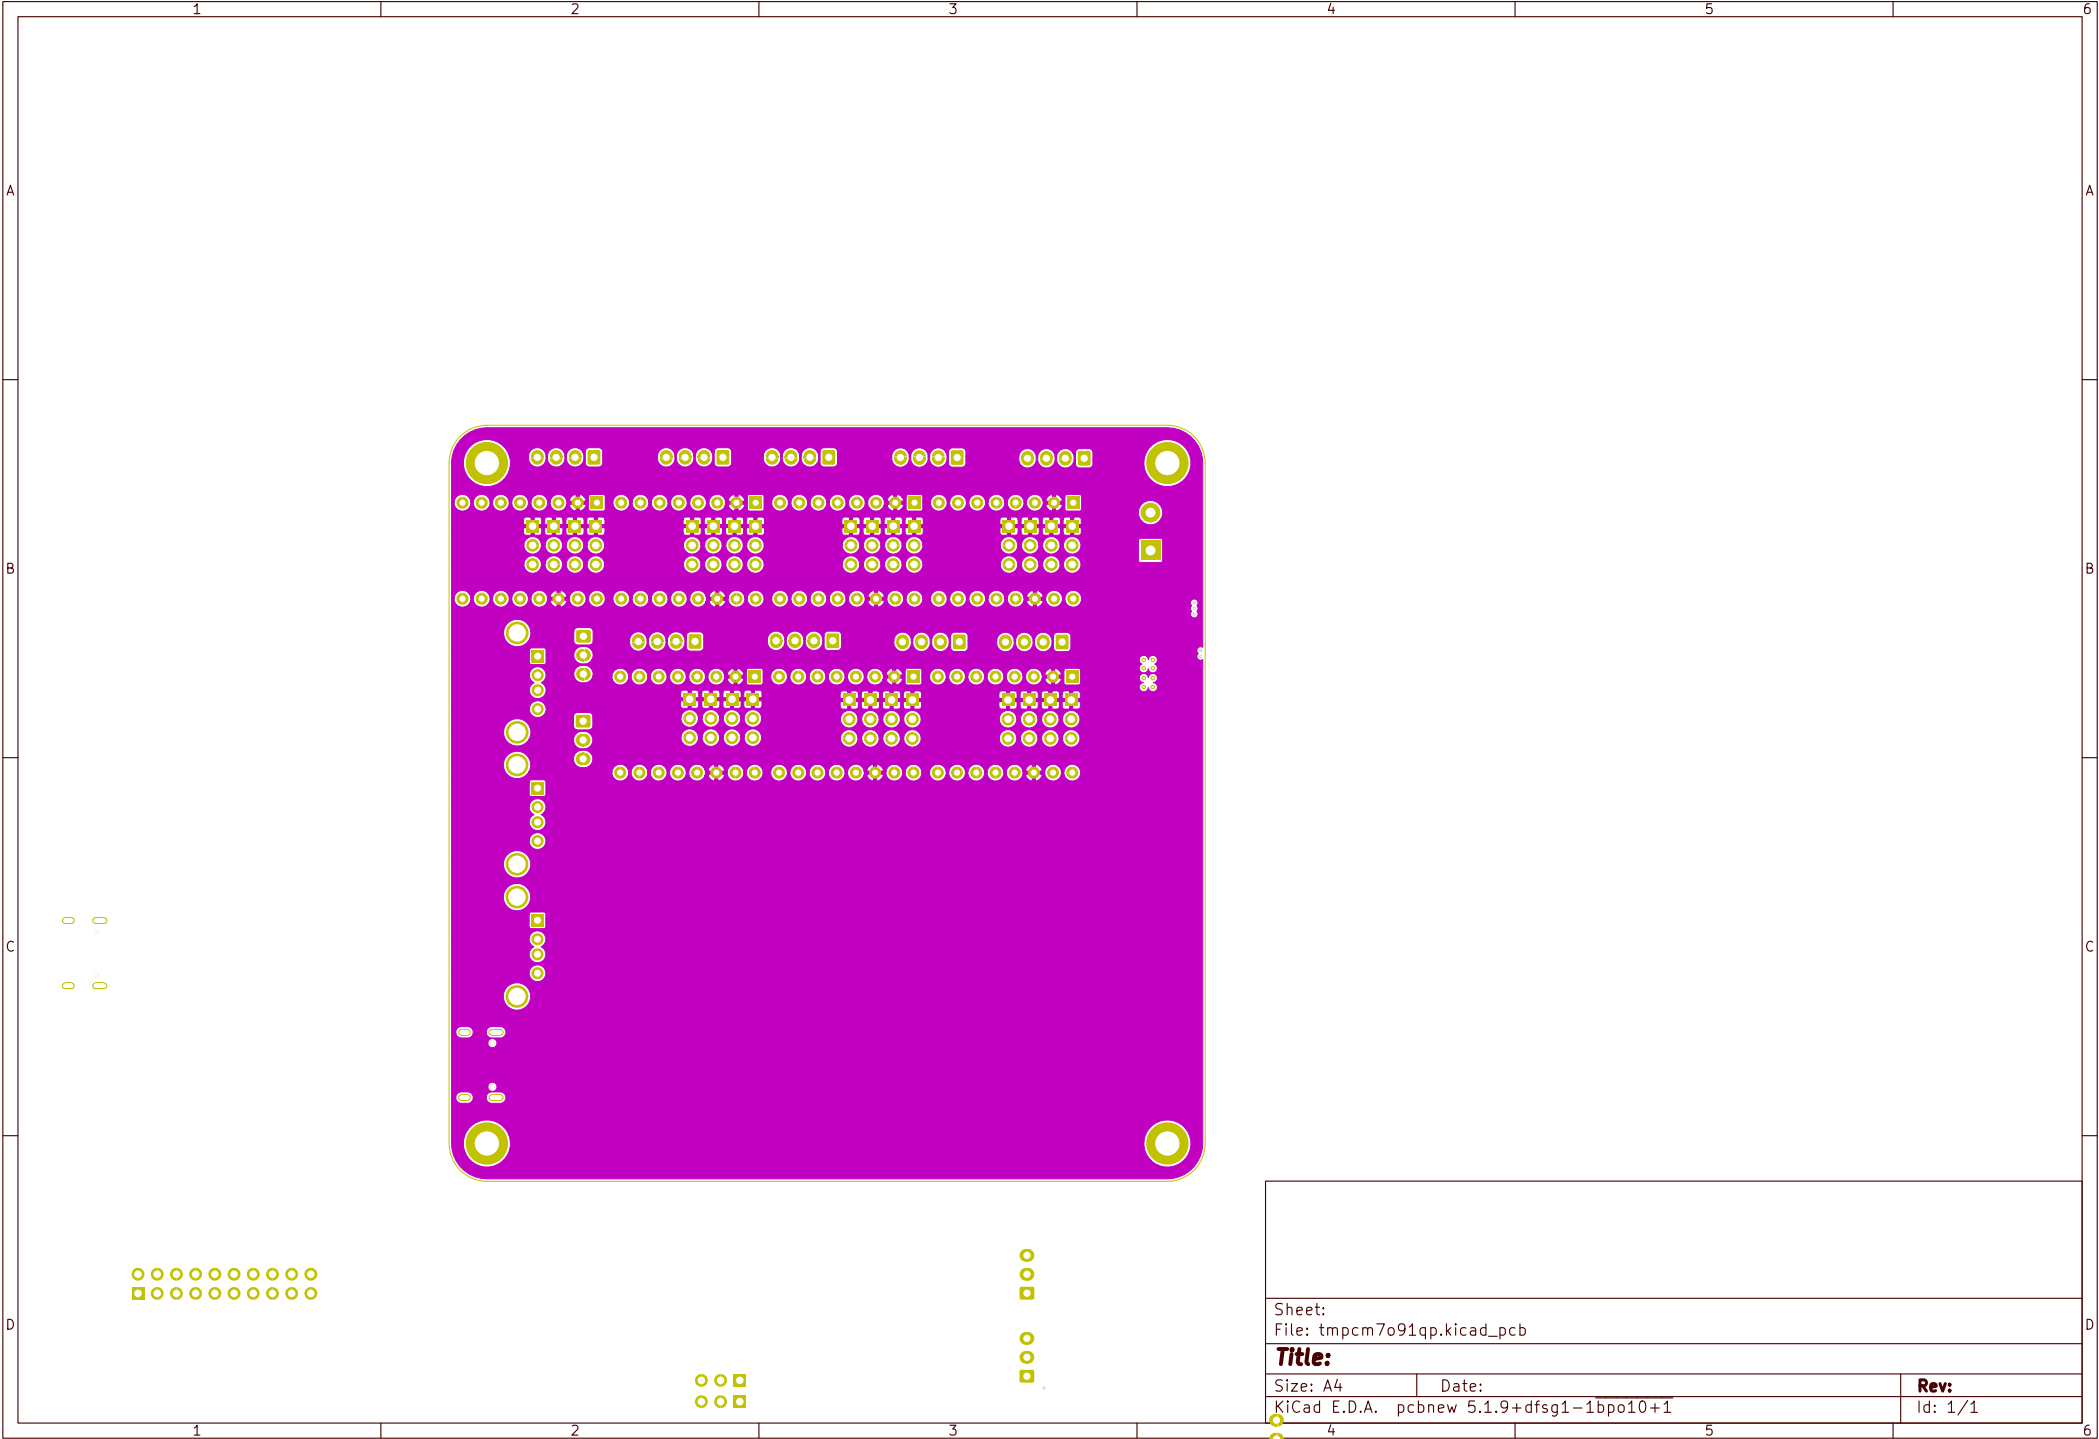 1 2 3 4 5 6
A A
B B
C C
D D
Sheet:
File: tmpcm7o91qp.kicad_pcb
Title:
Size: A4 Date: Rev:
KiCad E.D.A. pcbnew 5.1.9+dfsg1-1bpo10+1 Id: 1/1
1 2 3 4 5 6